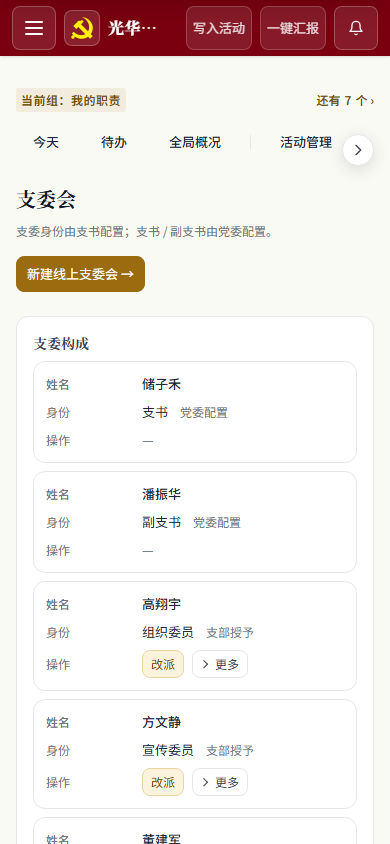 光华…
写入活动
一键汇报
当前组：我的职责
还有 7 个 ›
今天
待办
全局概况
活动管理
支委会
支委身份由支书配置；支书 / 副支书由党委配置。
新建线上支委会 →
支委构成
姓名 储子禾
身份 支书 党委配置
操作 —
姓名 潘振华
身份 副支书 党委配置
操作 —
姓名 高翔宇
身份 组织委员 支部授予
操作 改派 更多
姓名 方文静
身份 宣传委员 支部授予
操作 改派 更多
姓名 董建军